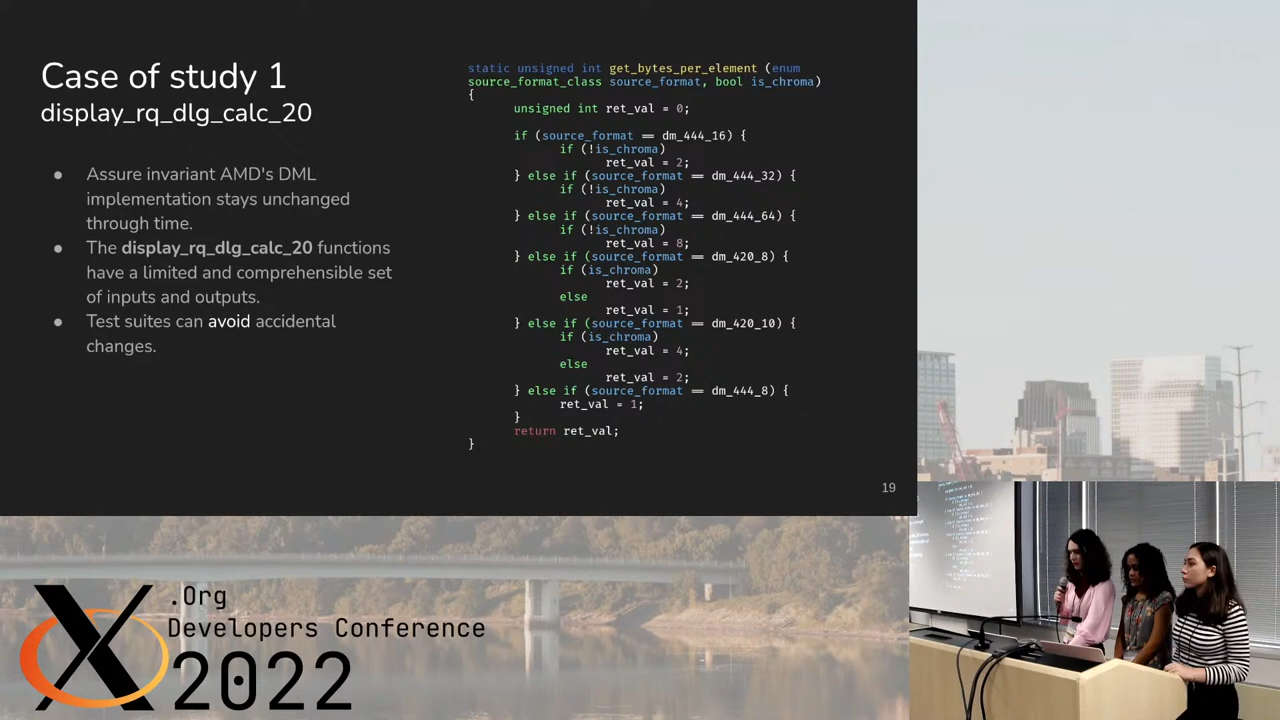 Case of study 1
display_rq_dlg_calc_20
● Assure invariant AMD's DML
implementation stays unchanged
through time.
● The display_rq_dlg_calc_20 functions
have a limited and comprehensible set
of inputs and outputs.
● Test suites can avoid accidental
changes.
static unsigned int get_bytes_per_element (enum
source_format_class source_format, bool is_chroma)
{
unsigned int ret_val = 0;
if (source_format == dm_444_16) {
if (!is_chroma)
ret_val = 2;
} else if (source_format == dm_444_32) {
if (!is_chroma)
ret_val = 4;
} else if (source_format == dm_444_64) {
if (!is_chroma)
ret_val = 8;
} else if (source_format == dm_420_8) {
if (is_chroma)
ret_val = 2;
else
ret_val = 1;
} else if (source_format == dm_420_10) {
if (is_chroma)
ret_val = 4;
else
ret_val = 2;
} else if (source_format == dm_444_8) {
ret_val = 1;
}
return ret_val;
}
19
X.Org
Developers Conference
2022